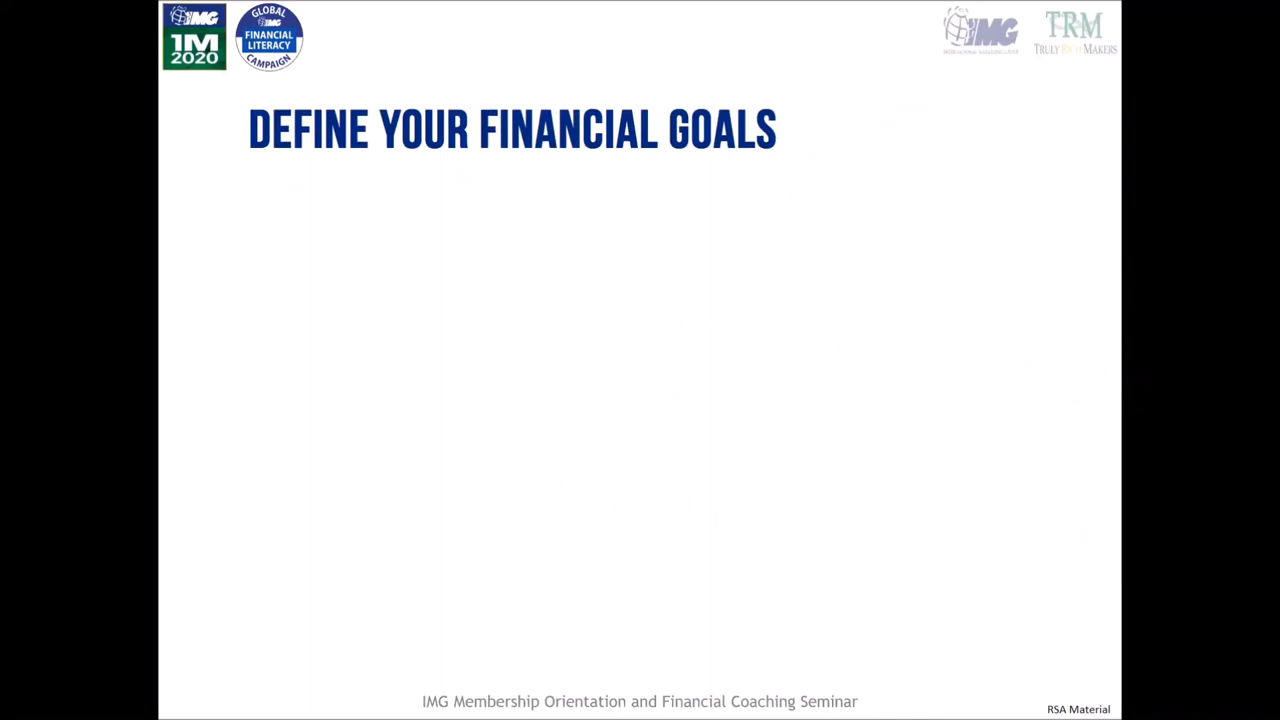 IMG
1M
2020
GLOBAL
IMG
FINANCIAL
LITERACY
CAMPAIGN
IMG
TRM
TRULY RICH MAKERS
DEFINE YOUR FINANCIAL GOALS
IMG Membership Orientation and Financial Coaching Seminar
RSA Material